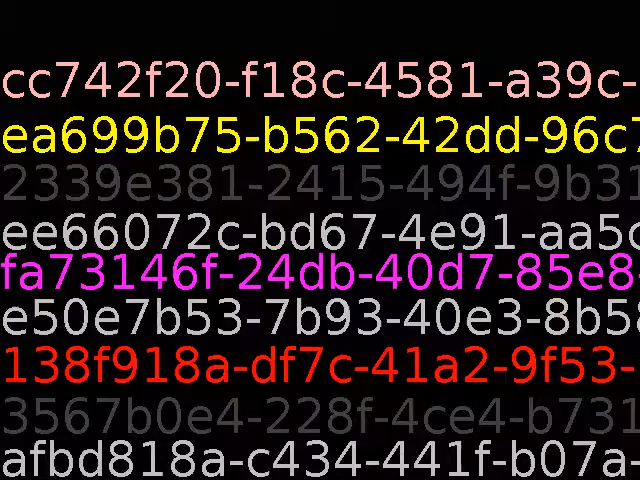 cc742f20-f18c-4581-a39c-
ea699b75-b562-42dd-96c7
2339e381-2415-494f-9b31
ee66072c-bd67-4e91-aa5c
fa73146f-24db-40d7-85e8-
e50e7b53-7b93-40e3-8b58
138f918a-df7c-41a2-9f53-
3567b0e4-228f-4ce4-b731
afbd818a-c434-441f-b07a-